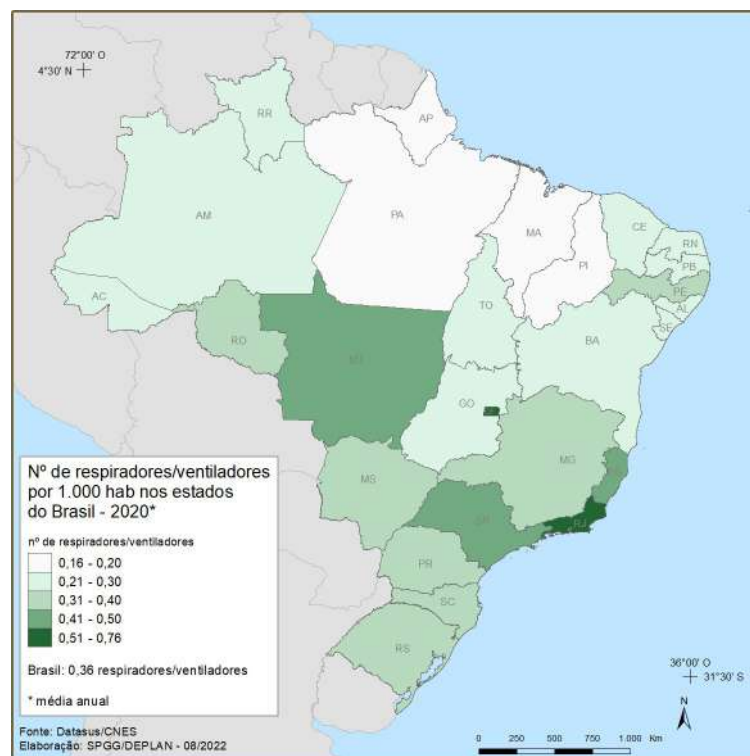 72°00' O
4°30' N
RR
AP
AM
PA
MA
CE
RN
PB
PE
PI
AL
SE
AC
TO
RO
MT
BA
GO
MG
MS
SP
RJ
PR
SC
RS
Nº de respiradores/ventiladores
por 1.000 hab nos estados
do Brasil - 2020*
nº de respiradores/ventiladores
0,16 - 0,20
0,21 - 0,30
0,31 - 0,40
0,41 - 0,50
0,51 - 0,76
Brasil: 0,36 respiradores/ventiladores
* média anual
36°00' O
31°30' S
N
Fonte: Datasus/CNES
Elaboração: SPGG/DEPLAN - 08/2022
0 250 500 750 1.000 Km